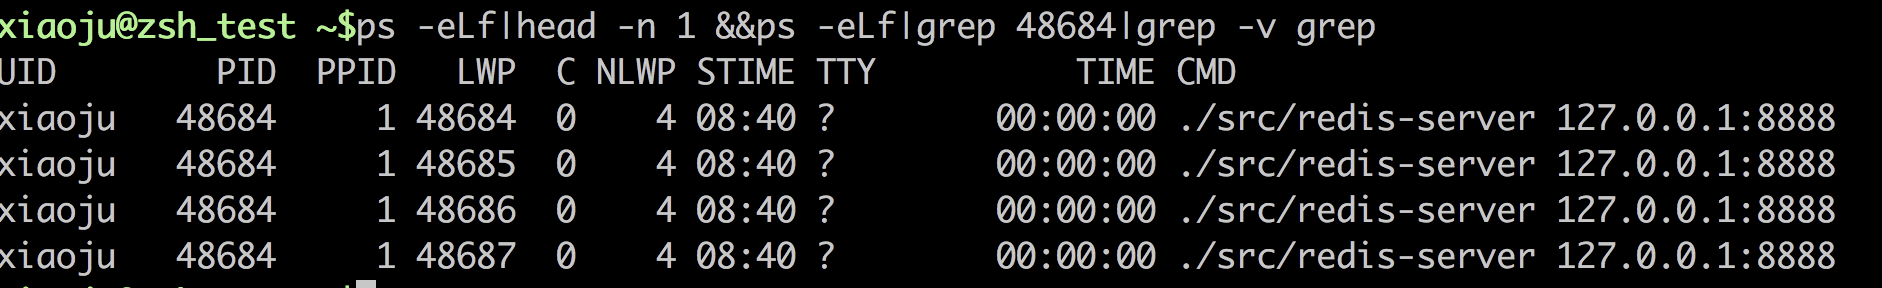 xiaoju@zsh_test ~$ps -eLf|head -n 1 &&ps -eLf|grep 48684|grep -v grep
UID        PID  PPID   LWP  C NLWP STIME TTY          TIME CMD
xiaoju   48684     1 48684  0    4 08:40 ?        00:00:00 ./src/redis-server 127.0.0.1:8888
xiaoju   48684     1 48685  0    4 08:40 ?        00:00:00 ./src/redis-server 127.0.0.1:8888
xiaoju   48684     1 48686  0    4 08:40 ?        00:00:00 ./src/redis-server 127.0.0.1:8888
xiaoju   48684     1 48687  0    4 08:40 ?        00:00:00 ./src/redis-server 127.0.0.1:8888